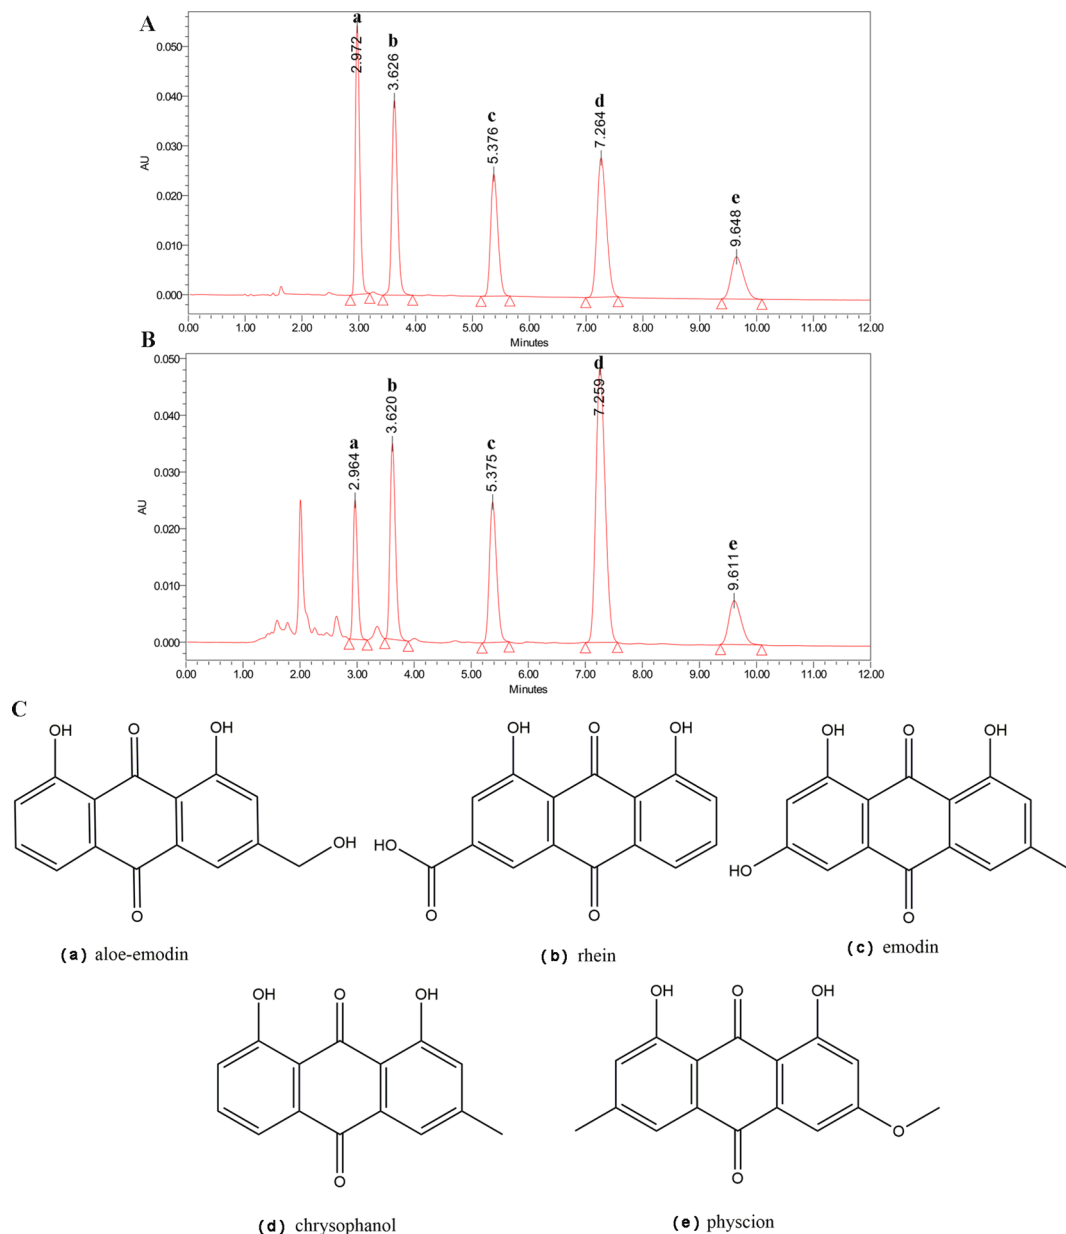 A
a
2.972
b
3.626
c
5.376
d
7.264
e
9.648
AU
0.050
0.040
0.030
0.020
0.010
0.000
0.00 1.00 2.00 3.00 4.00 5.00 6.00 7.00 8.00 9.00 10.00 11.00 12.00
Minutes
B
a
2.964
b
3.620
c
5.375
d
7.259
e
9.611
AU
0.050
0.040
0.030
0.020
0.010
0.000
0.00 1.00 2.00 3.00 4.00 5.00 6.00 7.00 8.00 9.00 10.00 11.00 12.00
Minutes
C
OH O OH
OH
O
(a) aloe-emodin
OH O OH
HO
O O
(b) rhein
OH O OH
HO
O
(c) emodin
OH O OH
O
(d) chrysophanol
OH O OH
O
O
(e) physcion